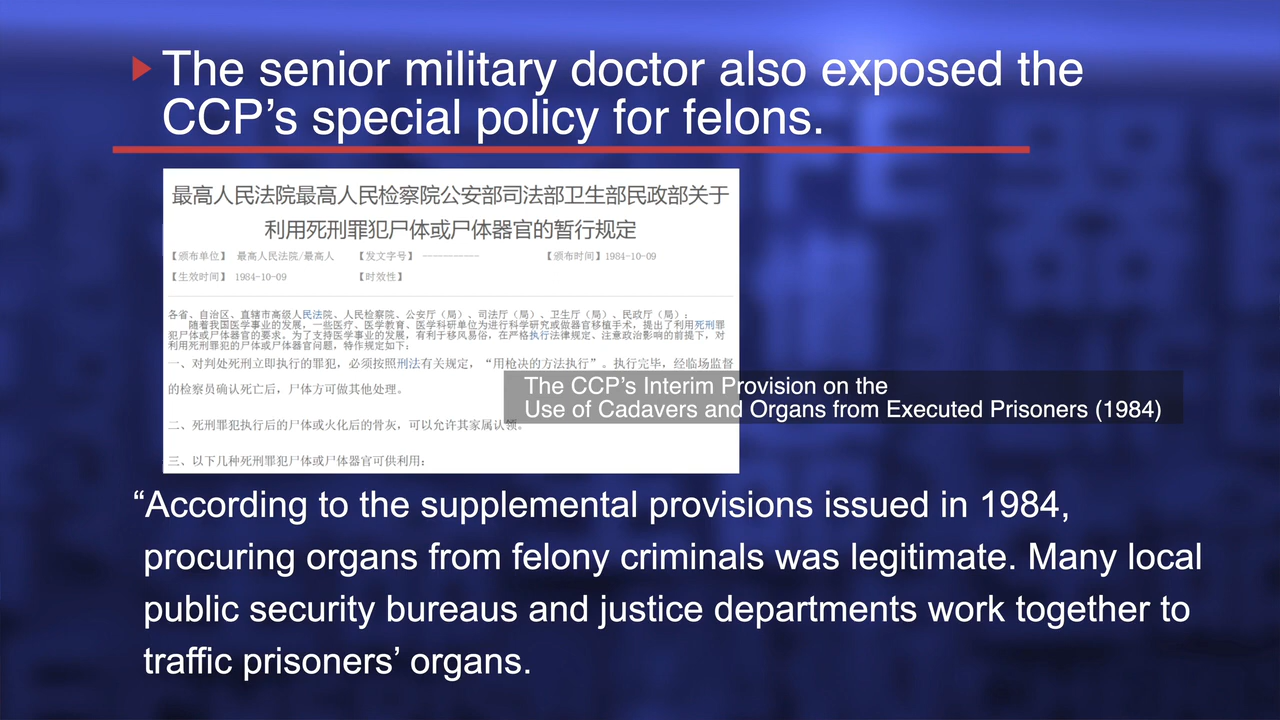 The senior military doctor also exposed the
CCP's special policy for felons.
最高人民法院最高人民检察院公安部司法部卫生部民政部关于
利用死刑罪犯尸体或尸体器官的暂行规定
【颁布单位】 最高人民法院/最高人 【发文字号】 ------------ 【颁布时间】1984-10-09
【生效时间】 1984-10-09 【时效性】
各省、自治区、直辖市高级人民法院、人民检察院、公安厅（局）、司法厅（局）、卫生厅（局）、民政厅（局）：
随着我国医学事业的发展，一些医疗、医学教育、医学科研单位为进行科学研究或做器官移植手术，提出了利用死刑罪
犯尸体或尸体器官的要求。为了支持医学事业的发展，有利于移风易俗，在严格执行法律规定、注意政治影响的前提下，对
利用死刑罪犯的尸体或尸体器官问题，特作规定如下：
一、对判处死刑立即执行的罪犯，必须按照刑法有关规定，“用枪决的方法执行”。执行完毕，经临场监督
的检察员确认死亡后，尸体方可做其他处理。
The CCP's Interim Provision on the
Use of Cadavers and Organs from Executed Prisoners (1984)
二、死刑罪犯执行后的尸体或火化后的骨灰，可以允许其家属认领。
三、以下几种死刑罪犯尸体或尸体器官可供利用：
“According to the supplemental provisions issued in 1984,
procuring organs from felony criminals was legitimate. Many local
public security bureaus and justice departments work together to
traffic prisoners' organs.